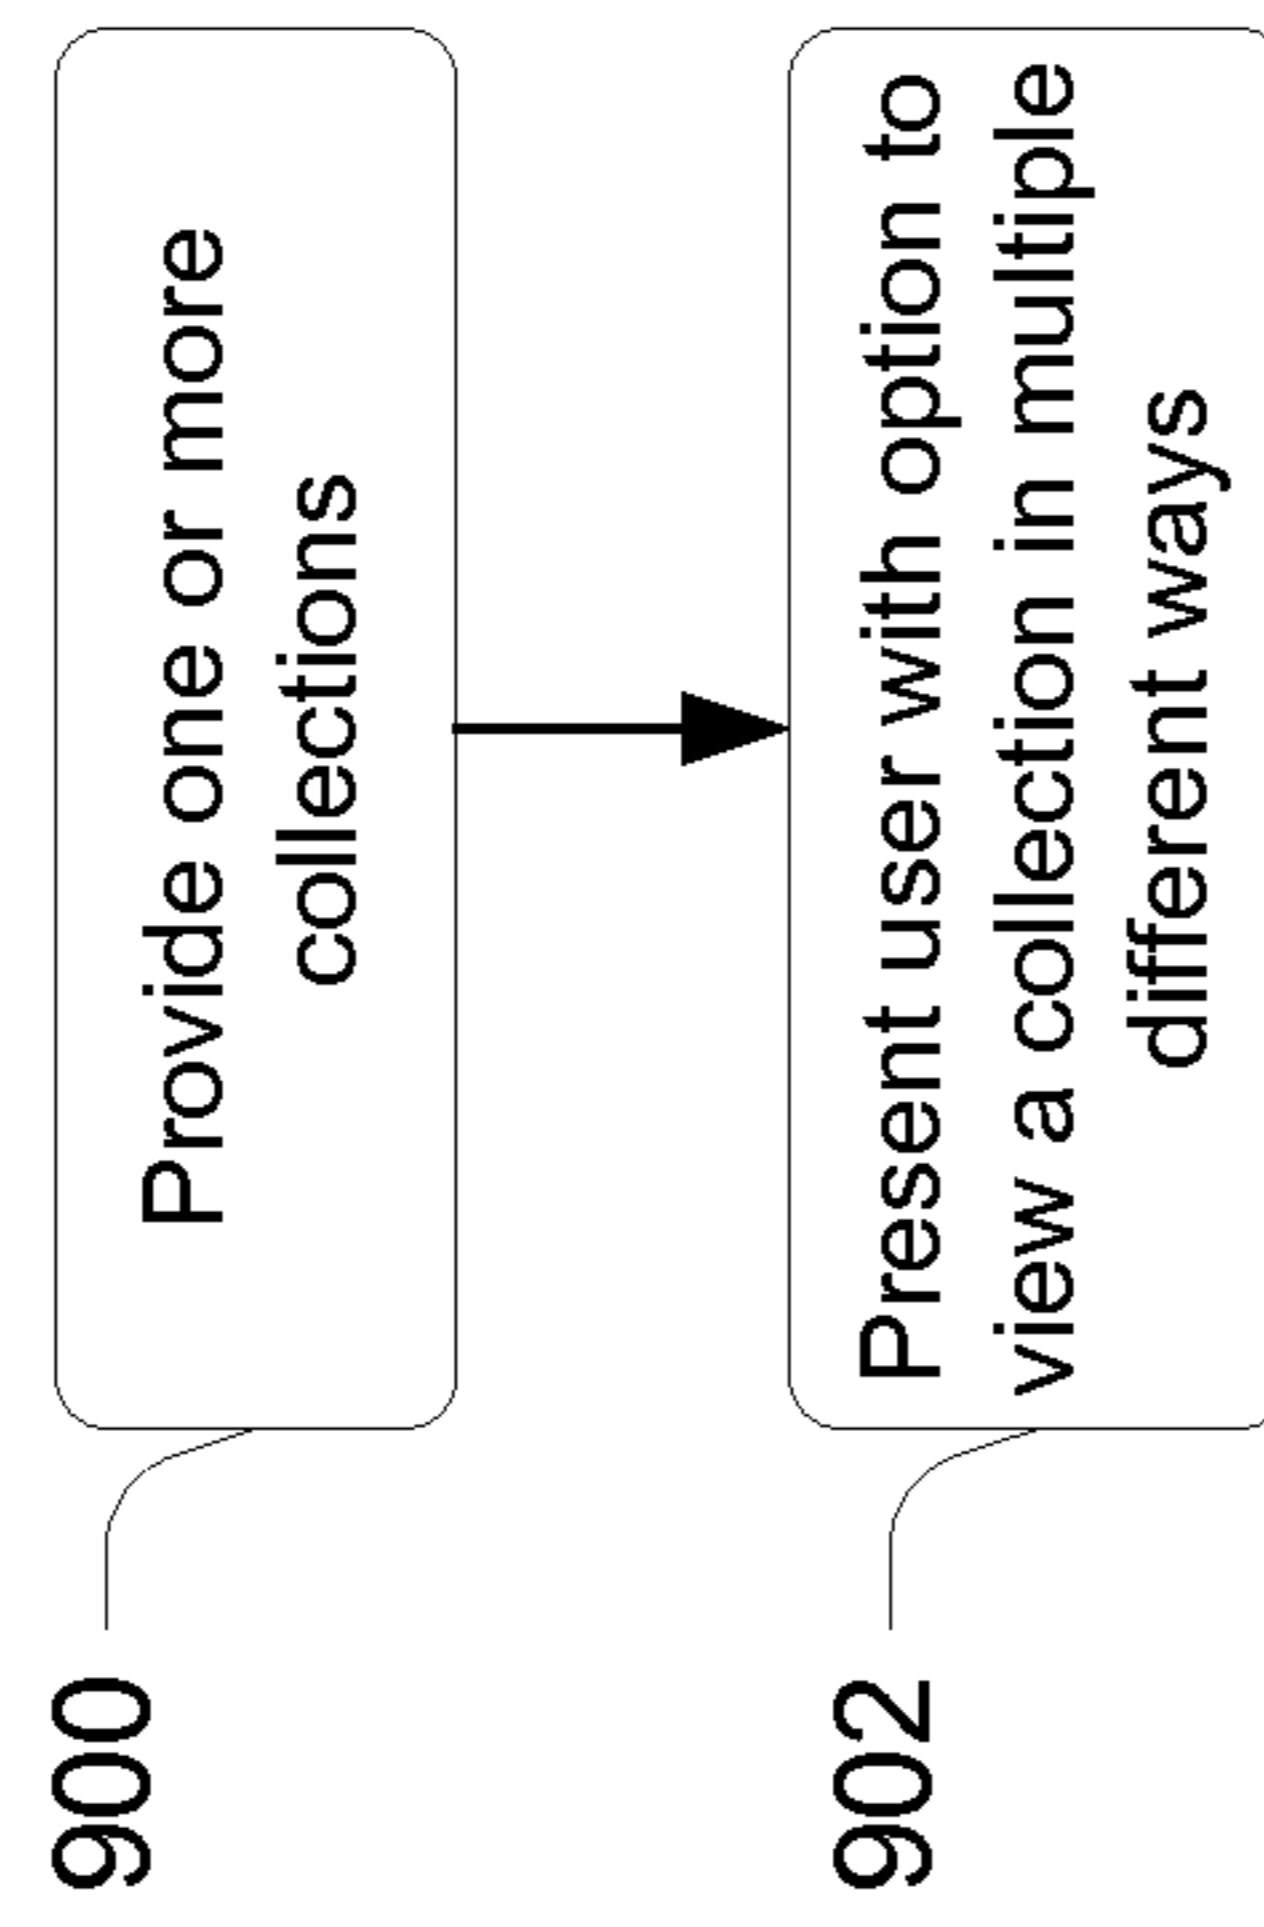 900
Provide one or more
collections
902
Present user with option to
view a collection in multiple
different ways